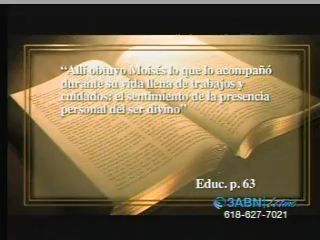 “Allí obtuvo Moisés lo que lo acompañó
durante su vida llena de trabajos y
cuidados: el sentimiento de la presencia
personal del ser divino”
Educ. p. 63
3ABN Latino
618-627-7021